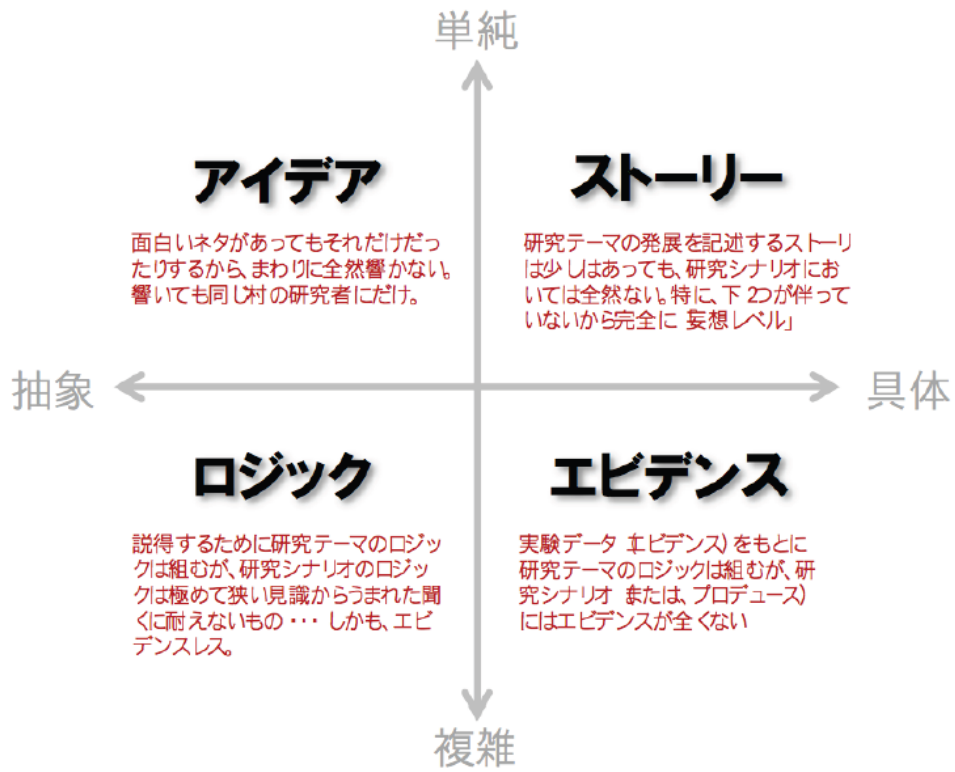 単純
アイデア
面白いネタがあってもそれだけだっ
たりするから、まわりに全然響かない。
響いても同じ村の研究者にだけ。
ストーリー
研究テーマの発展を記述するストーリ
は少しはあっても、研究シナリオにお
いては全然ない。特に、下2つが伴って
いないから完全に 妄想レベル」
抽象
具体
ロジック
説得するために研究テーマのロジッ
クは組むが、研究シナリオのロジッ
クは極めて狭い見識からうまれた聞
くに耐えないもの・・・ しかも、エビ
デンスレス。
エビデンス
実験データ (エビデンス) をもとに
研究テーマのロジックは組むが、研
究シナリオ (または、プロデュース)
にはエビデンスが全くない
複雑